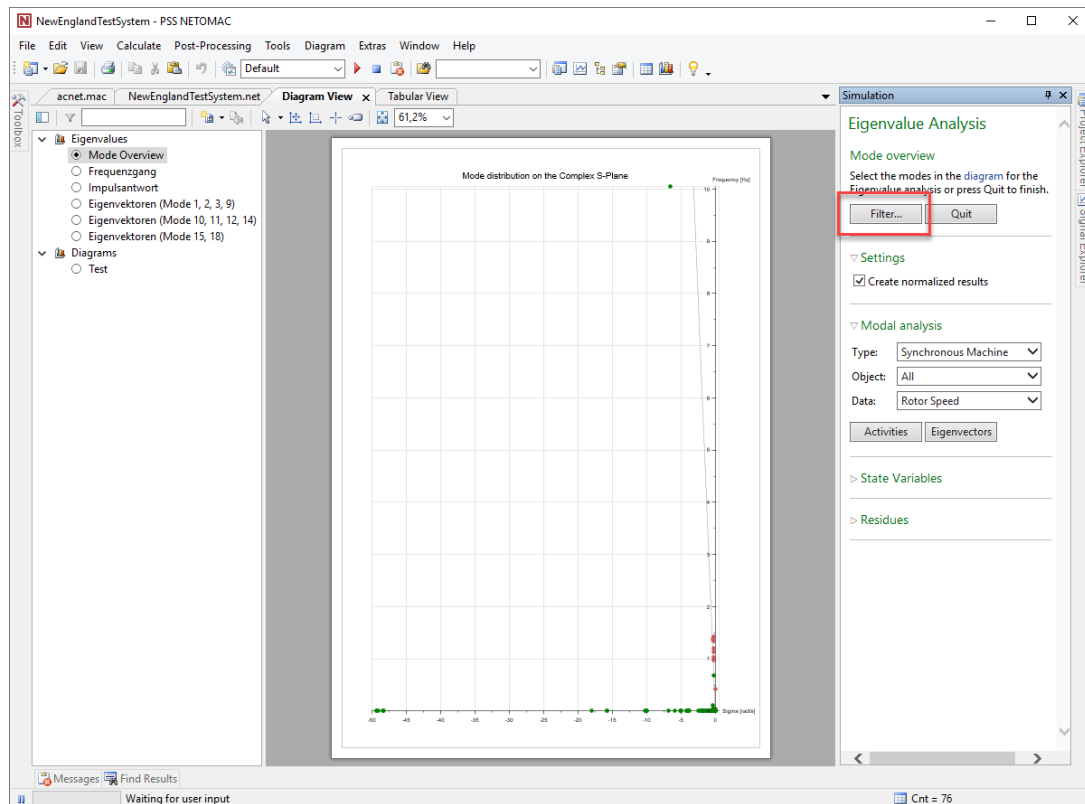 NewEnglandTestSystem - PSS NETOMAC
File Edit View Calculate Post-Processing Tools Diagram Extras Window Help
Default
acnet.mac NewEnglandTestSystem.net Diagram View x Tabular View
61,2%
Toolbox
Eigenvalues
Mode Overview
Frequenzgang
Impulsantwort
Eigenvektoren (Mode 1, 2, 3, 9)
Eigenvektoren (Mode 10, 11, 12, 14)
Eigenvektoren (Mode 15, 18)
Diagrams
Test
Mode distribution on the Complex S-Plane
Frequency [Hz]
10
9
8
7
6
5
4
3
2
1
Sigma [rad/s]
-50 -45 -40 -35 -30 -25 -20 -15 -10 -5 0
Simulation
Eigenvalue Analysis
Mode overview
Select the modes in the diagram for the
Eigenvalue analysis or press Quit to finish.
Filter... Quit
Settings
Create normalized results
Modal analysis
Type: Synchronous Machine
Object: All
Data: Rotor Speed
Activities Eigenvectors
State Variables
Residues
Project Explorer
Signal Explorer
Messages Find Results
Waiting for user input Cnt = 76